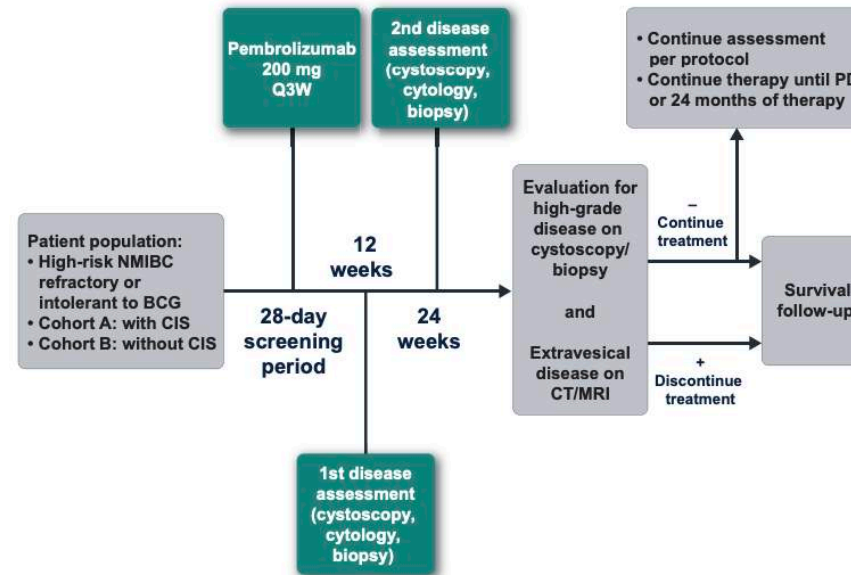 Pembrolizumab
200 mg
Q3W
2nd disease
assessment
(cystoscopy,
cytology,
biopsy)
• Continue assessment
per protocol
• Continue therapy until PD
or 24 months of therapy
Patient population:
• High-risk NMIBC
refractory or
intolerant to BCG
• Cohort A: with CIS
• Cohort B: without CIS
12
weeks
28-day
screening
period
24
weeks
Evaluation for
high-grade
disease on
cystoscopy/
biopsy
and
Extravesical
disease on
CT/MRI
–
Continue
treatment
+
Discontinue
treatment
Survival
follow-up
1st disease
assessment
(cystoscopy,
cytology,
biopsy)